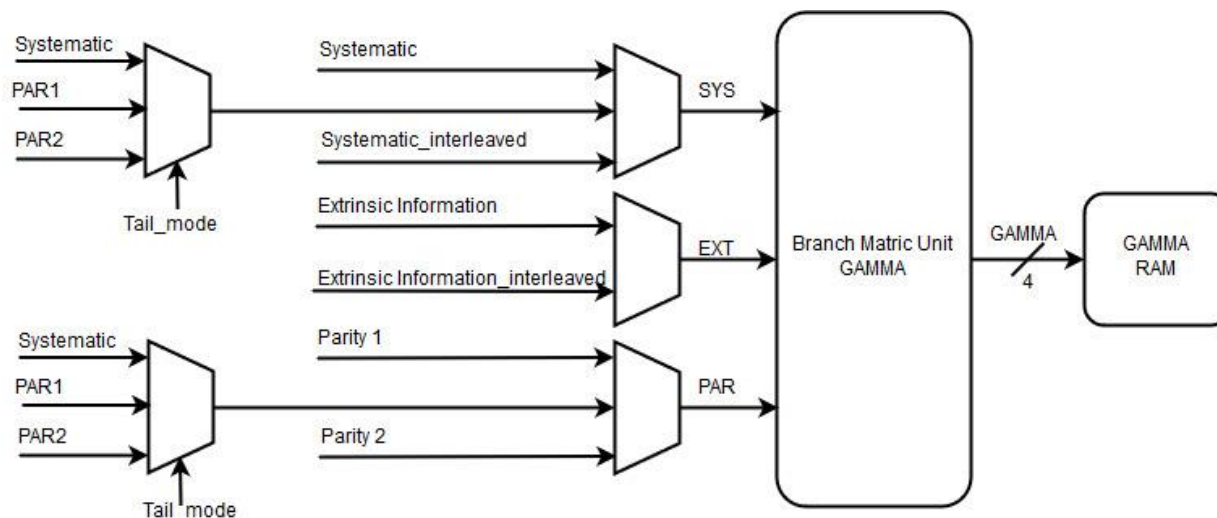 Systematic
PAR1
PAR2
Tail_mode
Systematic
Systematic_interleaved
SYS
Extrinsic Information
Extrinsic Information_interleaved
EXT
Systematic
PAR1
PAR2
Tail_mode
Parity 1
Parity 2
PAR
Branch Matric Unit
GAMMA
GAMMA
4
GAMMA
RAM